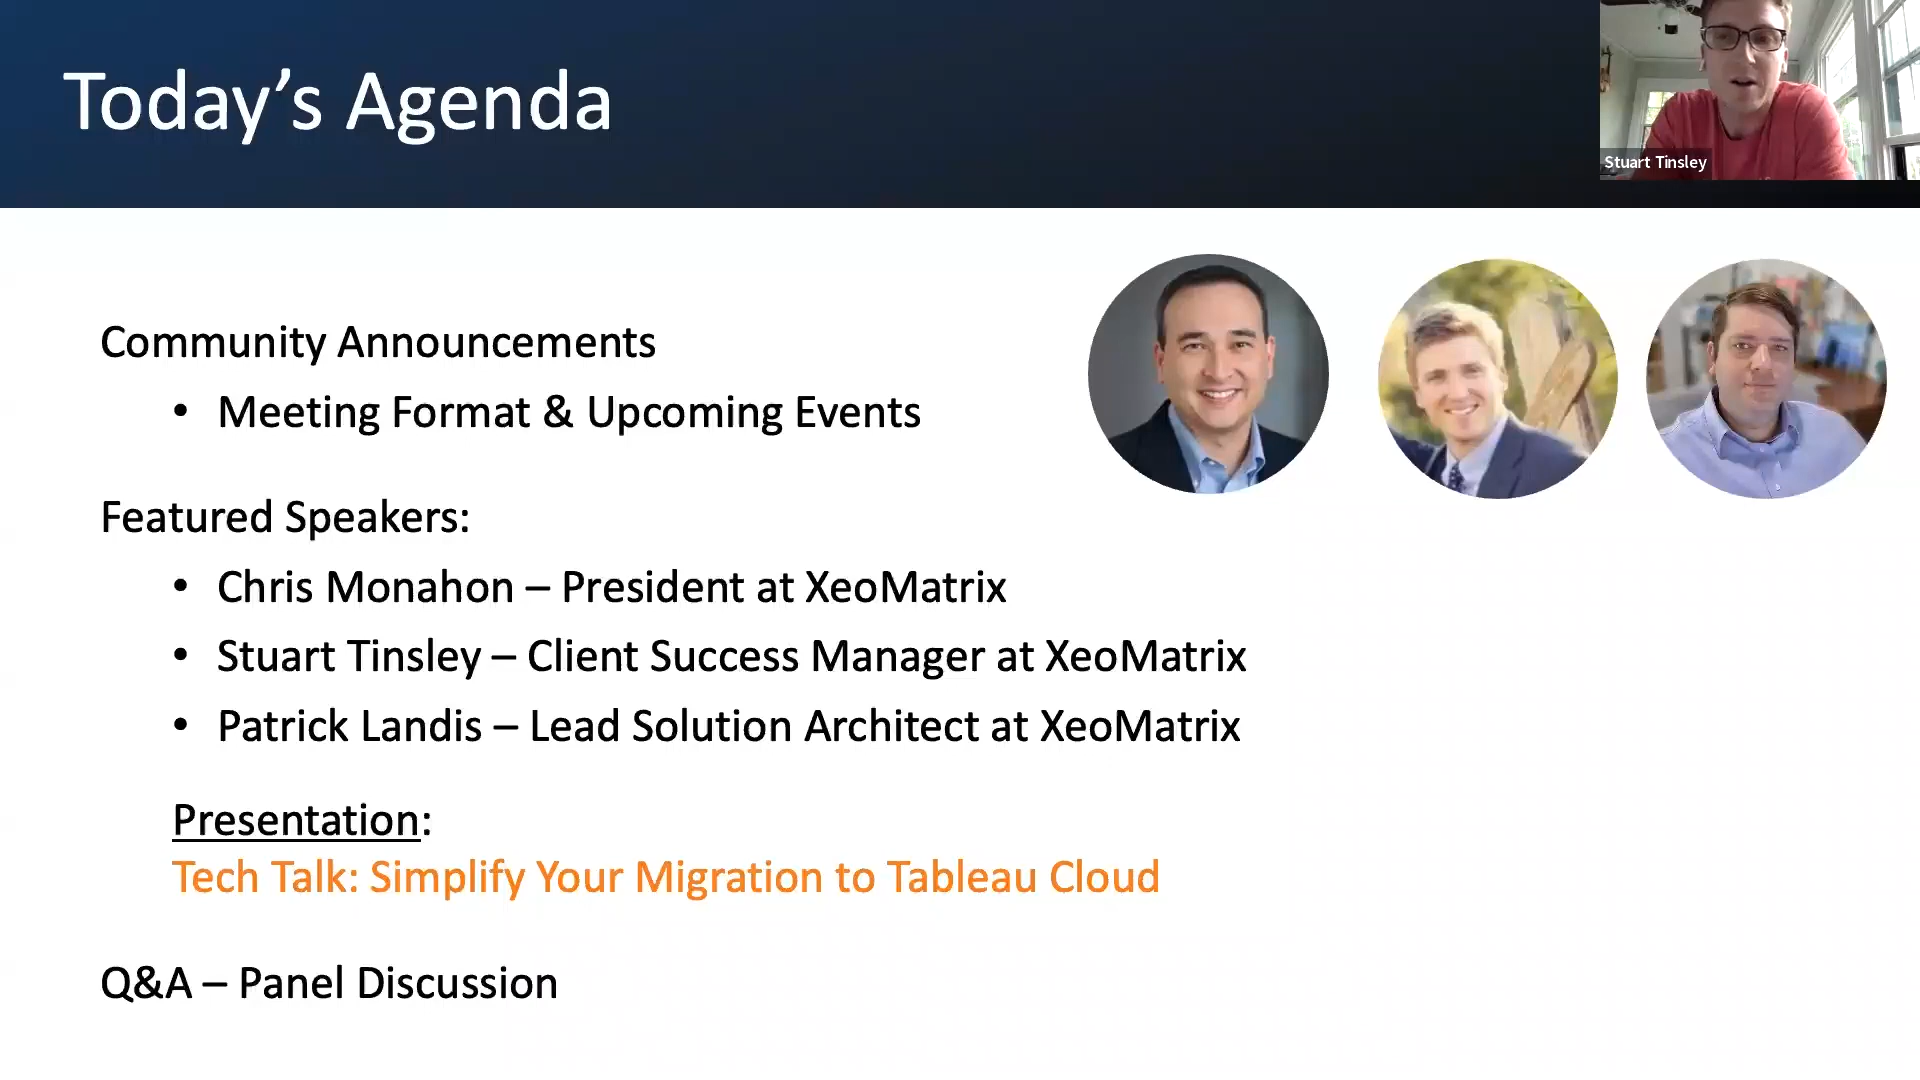 Today’s Agenda
Stuart Tinsley
Community Announcements
• Meeting Format & Upcoming Events
Featured Speakers:
• Chris Monahon – President at XeoMatrix
• Stuart Tinsley – Client Success Manager at XeoMatrix
• Patrick Landis – Lead Solution Architect at XeoMatrix
Presentation:
Tech Talk: Simplify Your Migration to Tableau Cloud
Q&A – Panel Discussion